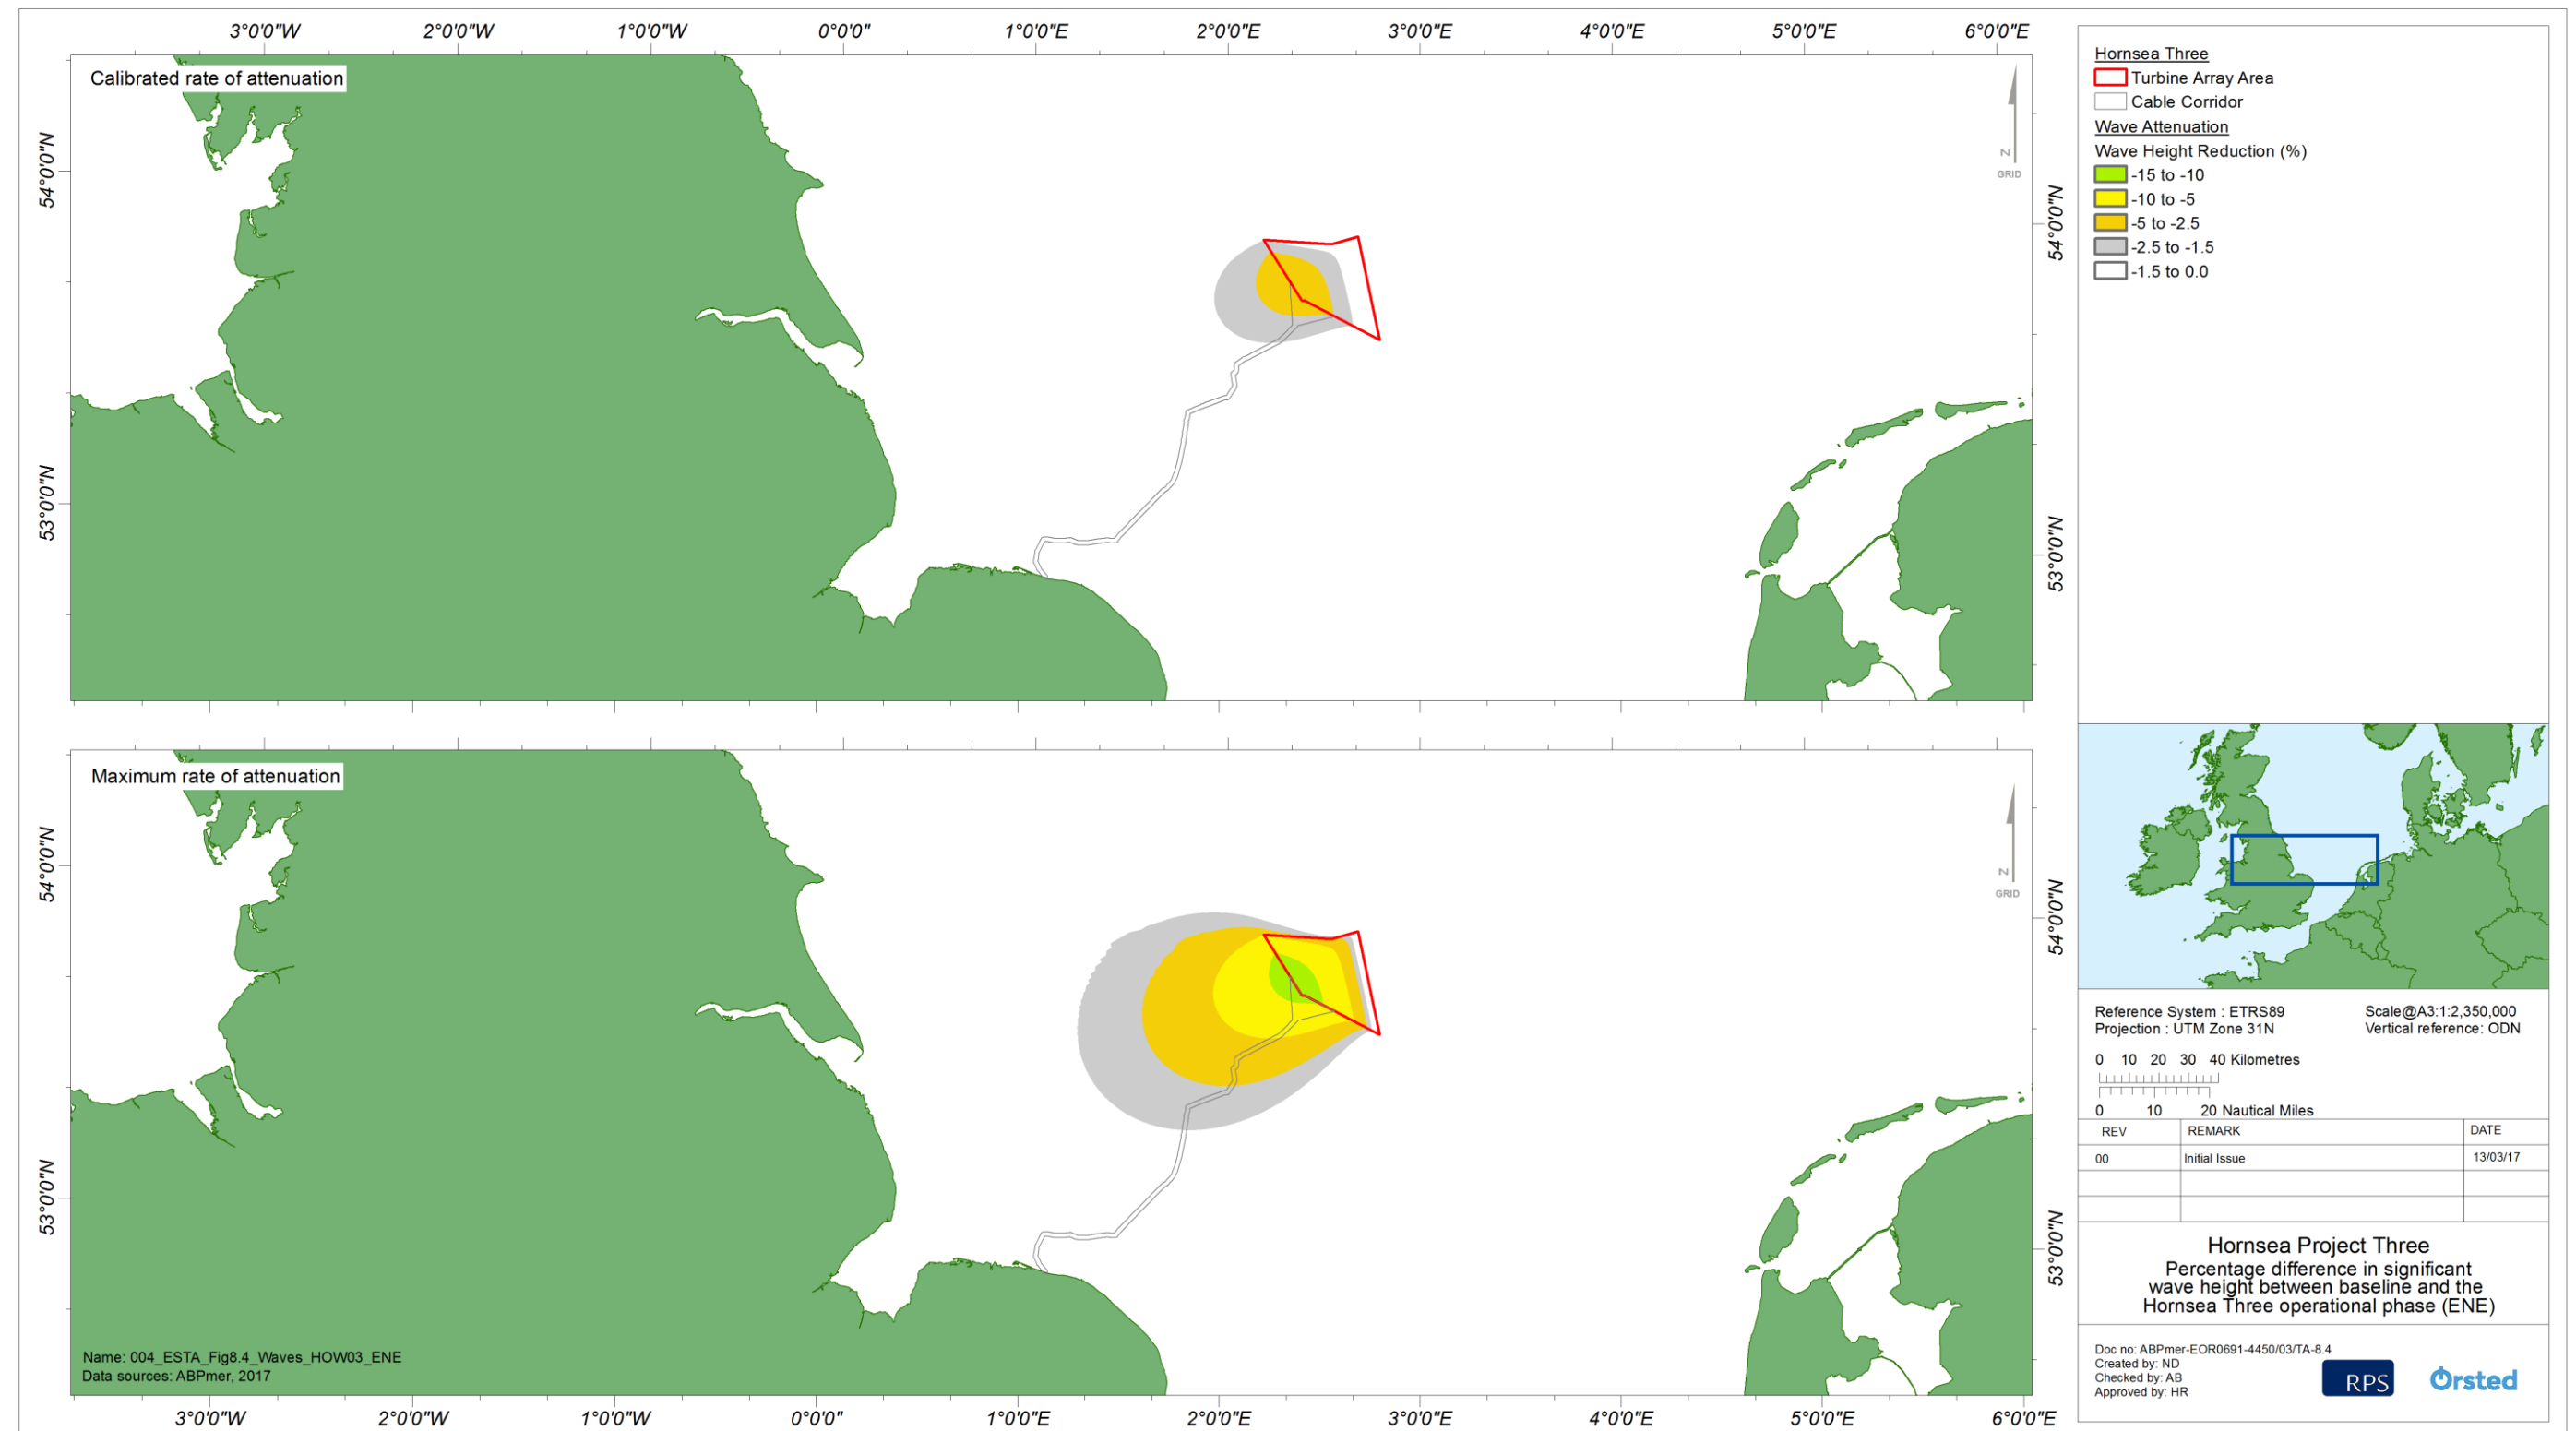 3°0'0"W 2°0'0"W 1°0'0"W 0°0'0" 1°0'0"E 2°0'0"E 3°0'0"E 4°0'0"E 5°0'0"E 6°0'0"E
Calibrated rate of attenuation
54°0'0"N
53°0'0"N
N
GRID
54°0'0"N
53°0'0"N
Maximum rate of attenuation
54°0'0"N
53°0'0"N
N
GRID
54°0'0"N
53°0'0"N
Name: 004_ESTA_Fig8.4_Waves_HOW03_ENE
Data sources: ABPmer, 2017
3°0'0"W 2°0'0"W 1°0'0"W 0°0'0" 1°0'0"E 2°0'0"E 3°0'0"E 4°0'0"E 5°0'0"E 6°0'0"E
Hornsea Three
Turbine Array Area
Cable Corridor
Wave Attenuation
Wave Height Reduction (%)
-15 to -10
-10 to -5
-5 to -2.5
-2.5 to -1.5
-1.5 to 0.0
Reference System : ETRS89 Scale@A3:1:2,350,000
Projection : UTM Zone 31N Vertical reference: ODN
0 10 20 30 40 Kilometres
0 10 20 Nautical Miles
REV REMARK DATE
00 Initial Issue 13/03/17
Hornsea Project Three
Percentage difference in significant
wave height between baseline and the
Hornsea Three operational phase (ENE)
Doc no: ABPmer-EOR0691-4450/03/TA-8.4
Created by: ND
Checked by: AB
Approved by: HR
RPS
Orsted